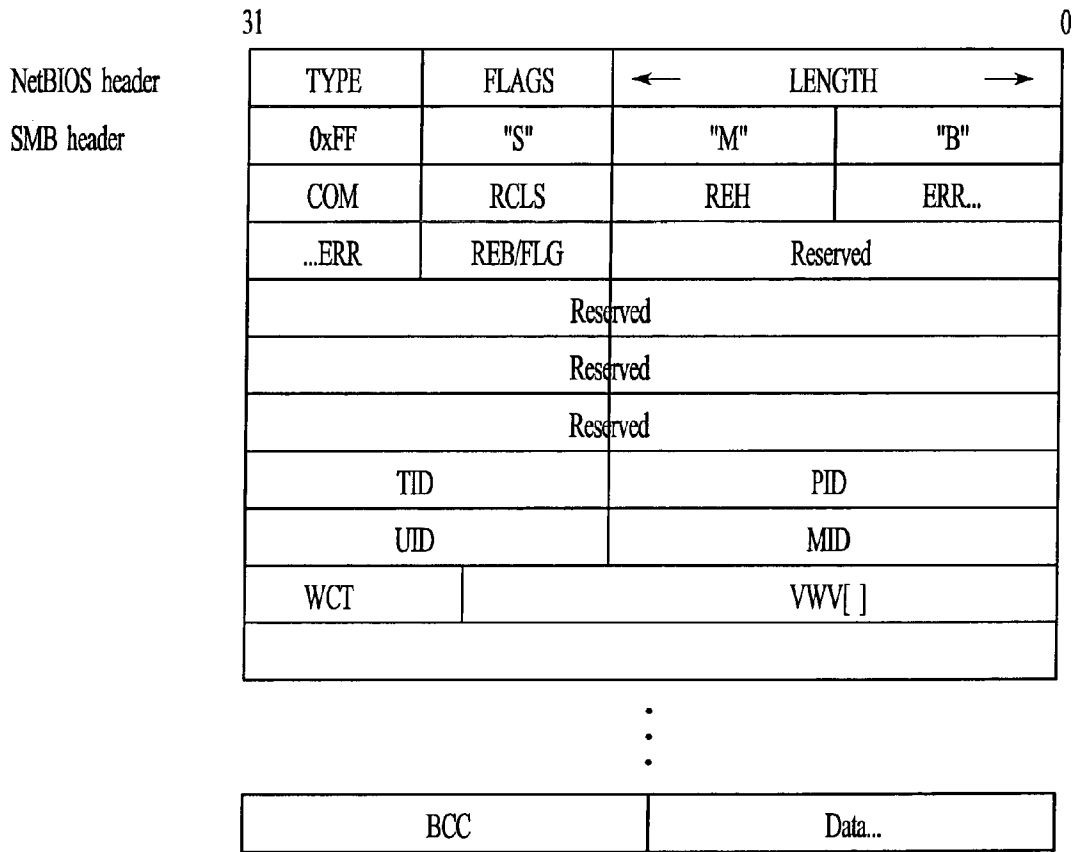 31 0
NetBIOS header TYPE FLAGS ← LENGTH →
SMB header 0xFF "S" "M" "B"
COM RCLS REH ERR...
...ERR REB/FLG Reserved
Reserved
Reserved
Reserved
TID PID
UID MID
WCT VWV[ ]
BCC Data...